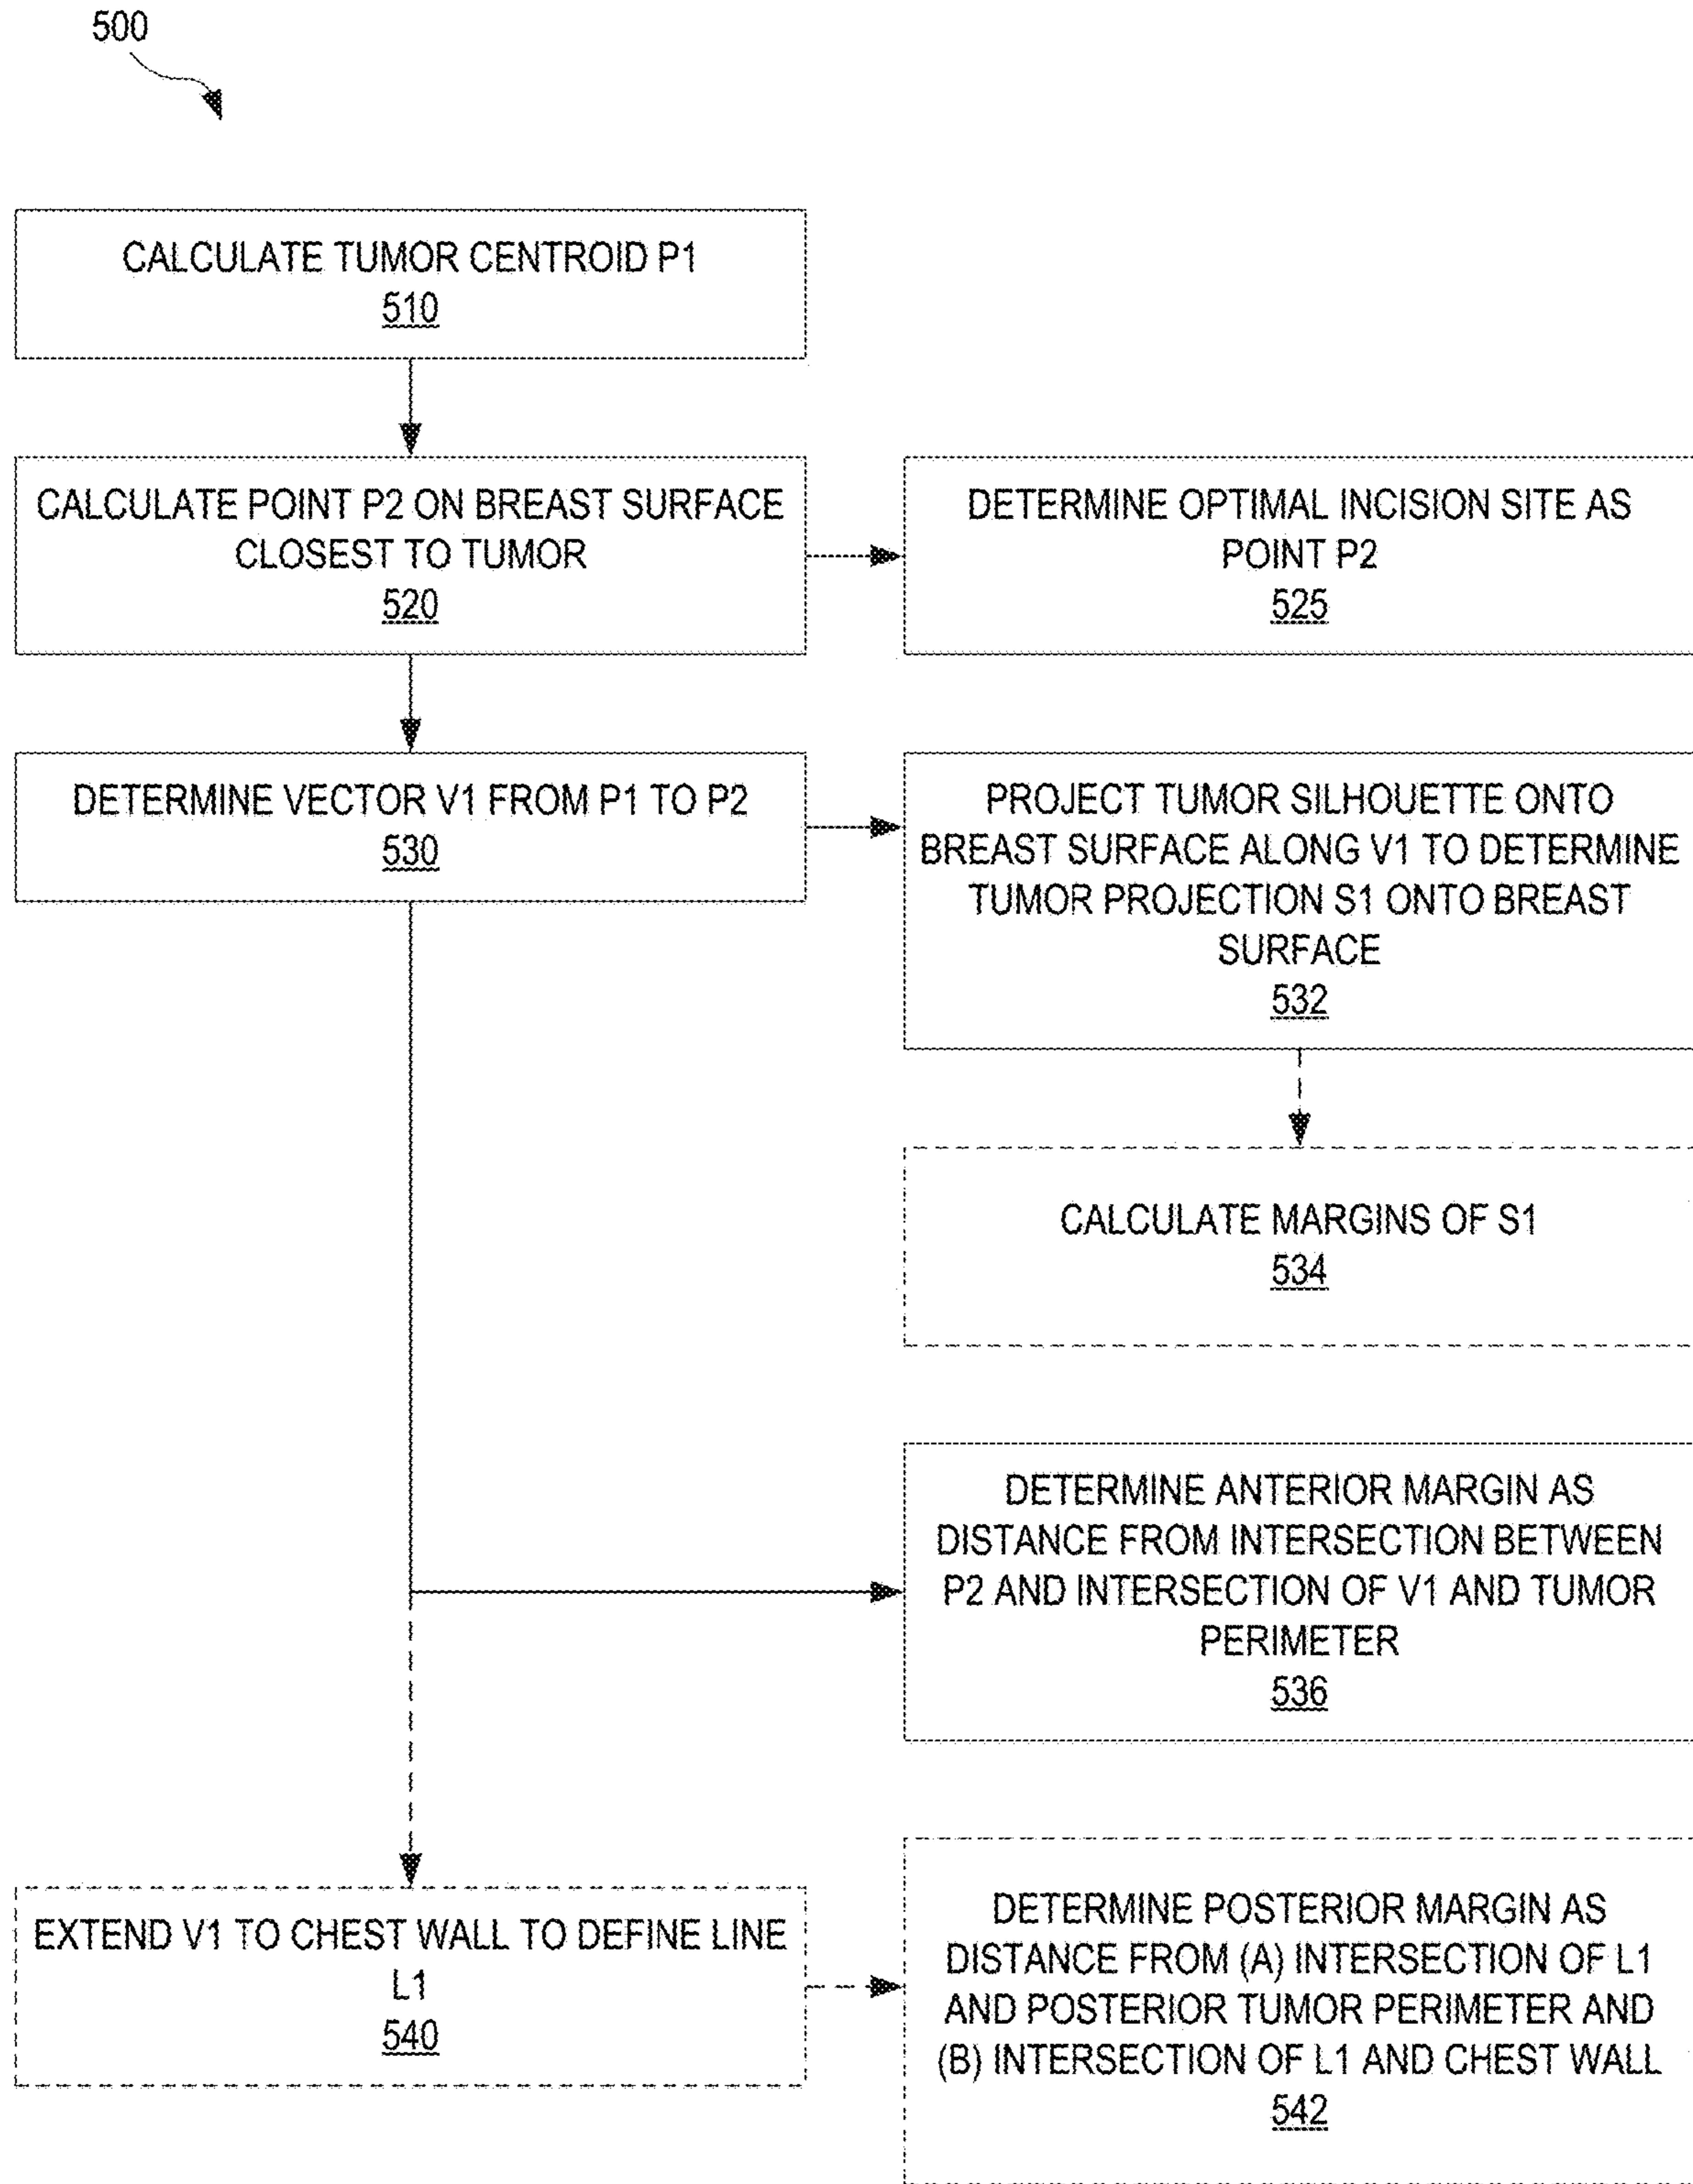 500
CALCULATE TUMOR CENTROID P1
510
CALCULATE POINT P2 ON BREAST SURFACE
CLOSEST TO TUMOR
520
DETERMINE OPTIMAL INCISION SITE AS
POINT P2
525
DETERMINE VECTOR V1 FROM P1 TO P2
530
PROJECT TUMOR SILHOUETTE ONTO
BREAST SURFACE ALONG V1 TO DETERMINE
TUMOR PROJECTION S1 ONTO BREAST
SURFACE
532
CALCULATE MARGINS OF S1
534
DETERMINE ANTERIOR MARGIN AS
DISTANCE FROM INTERSECTION BETWEEN
P2 AND INTERSECTION OF V1 AND TUMOR
PERIMETER
536
EXTEND V1 TO CHEST WALL TO DEFINE LINE
L1
540
DETERMINE POSTERIOR MARGIN AS
DISTANCE FROM (A) INTERSECTION OF L1
AND POSTERIOR TUMOR PERIMETER AND
(B) INTERSECTION OF L1 AND CHEST WALL
542